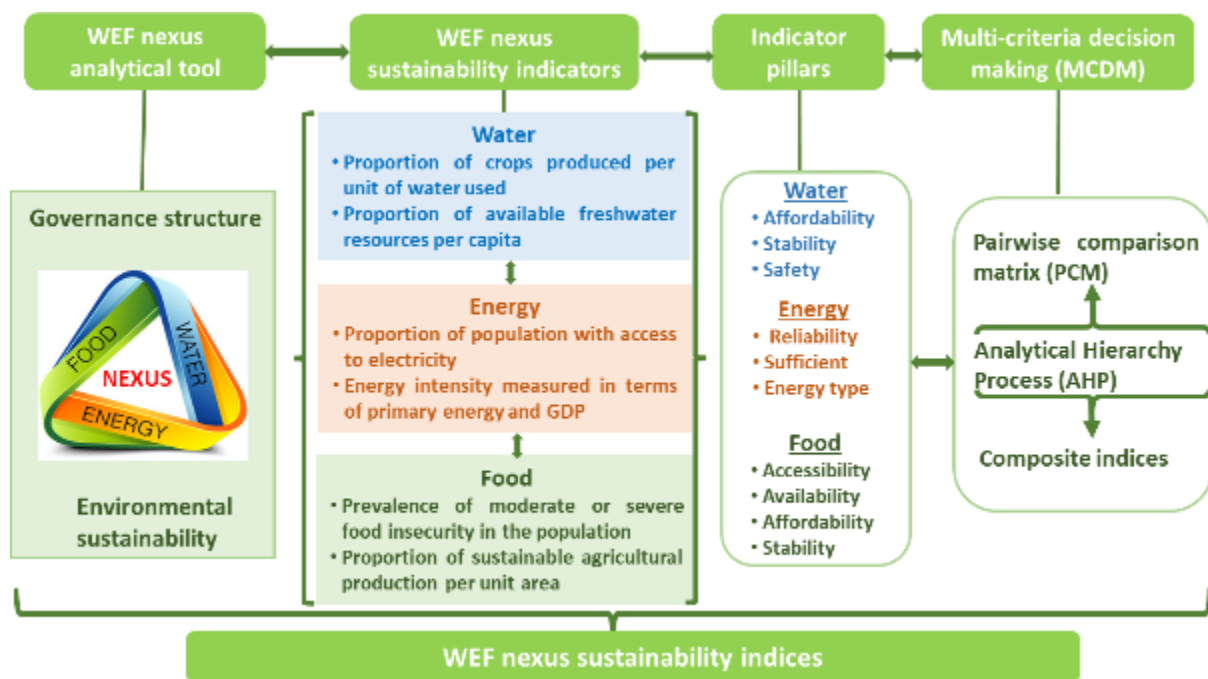 WEF nexus
analytical tool
WEF nexus
sustainability indicators
Indicator
pillars
Multi-criteria decision
making (MCDM)
Governance structure
FOOD
WATER
NEXUS
ENERGY
Environmental
sustainability
Water
• Proportion of crops produced per
unit of water used
• Proportion of available freshwater
resources per capita
Energy
• Proportion of population with access
to electricity
• Energy intensity measured in terms
of primary energy and GDP
Food
• Prevalence of moderate or severe
food insecurity in the population
• Proportion of sustainable agricultural
production per unit area
Water
• Affordability
• Stability
• Safety
Energy
• Reliability
• Sufficient
• Energy type
Food
• Accessibility
• Availability
• Affordability
• Stability
Pairwise comparison
matrix (PCM)
Analytical Hierarchy
Process (AHP)
Composite indices
WEF nexus sustainability indices